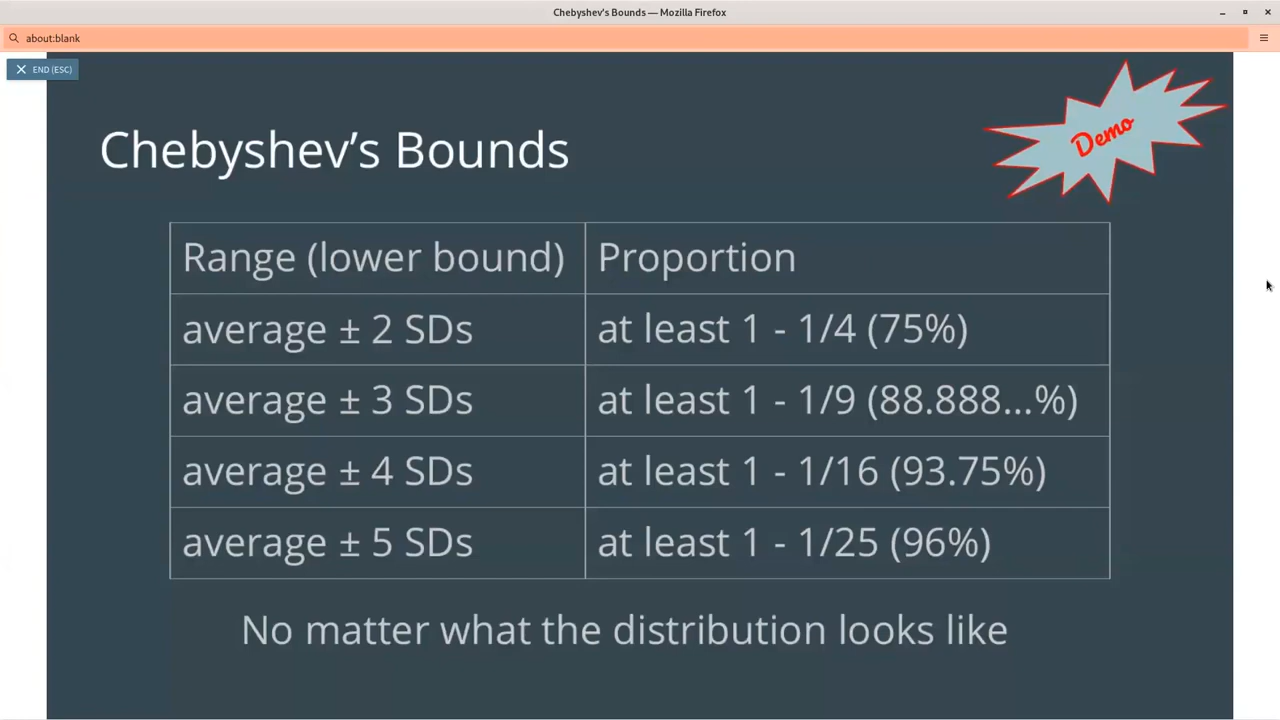 Chebyshev's Bounds — Mozilla Firefox
about:blank
END (ESC)
Demo
Chebyshev’s Bounds
Range (lower bound) Proportion
average ± 2 SDs at least 1 - 1/4 (75%)
average ± 3 SDs at least 1 - 1/9 (88.888...%)
average ± 4 SDs at least 1 - 1/16 (93.75%)
average ± 5 SDs at least 1 - 1/25 (96%)
No matter what the distribution looks like